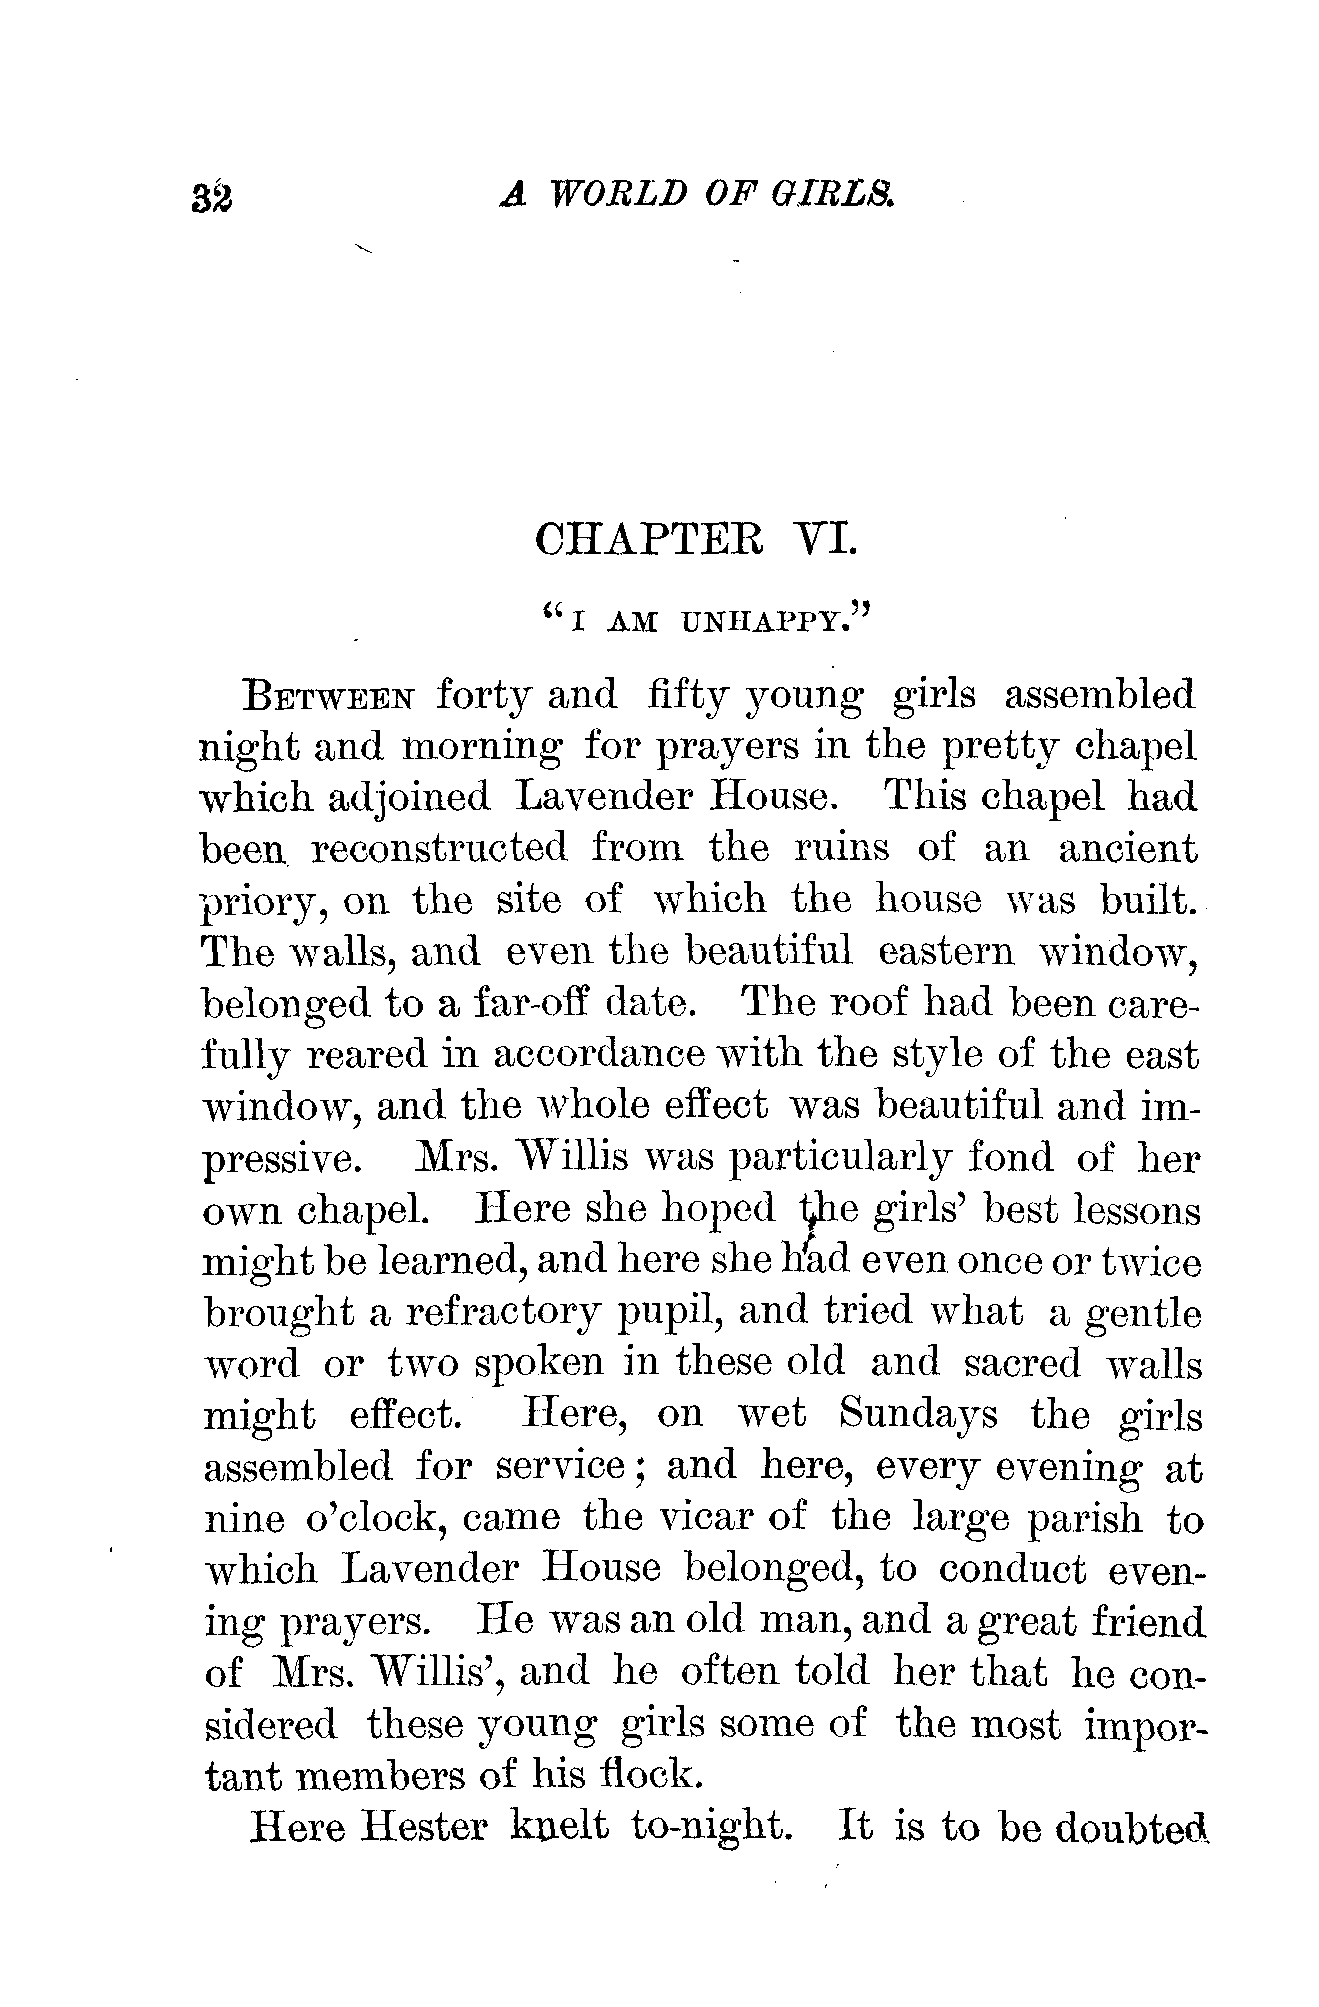 32 A WORLD OF GIRLS.
CHAPTER VI.
“I AM UNHAPPY.”
BETWEEN forty and fifty young girls assembled
night and morning for prayers in the pretty chapel
which adjoined Lavender House. This chapel had
been reconstructed from the ruins of an ancient
priory, on the site of which the house was built.
The walls, and even the beautiful eastern window,
belonged to a far-off date. The roof had been care-
fully reared in accordance with the style of the east
window, and the whole effect was beautiful and im-
pressive. Mrs. Willis was particularly fond of her
own chapel. Here she hoped the girls’ best lessons
might be learned, and here she had even once or twice
brought a refractory pupil, and tried what a gentle
word or two spoken in these old and sacred walls
might effect. Here, on wet Sundays the girls
assembled for service; and here, every evening at
nine o’clock, came the vicar of the large parish to
which Lavender House belonged, to conduct even-
ing prayers. He was an old man, and a great friend
of Mrs. Willis’, and he often told her that he con-
sidered these young girls some of the most impor-
tant members of his flock.
Here Hester knelt to-night. It is to be doubted